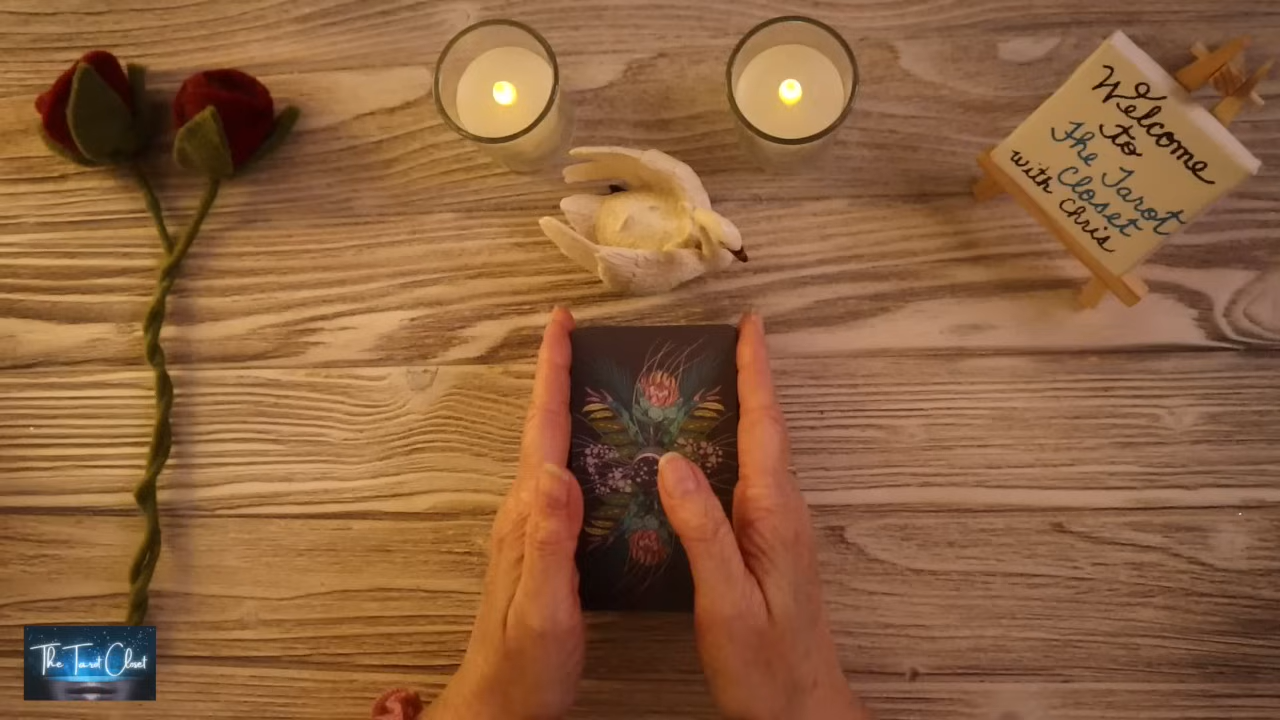 Welcome
to
The Tarot
Closet
with Chris
The Tarot Closet